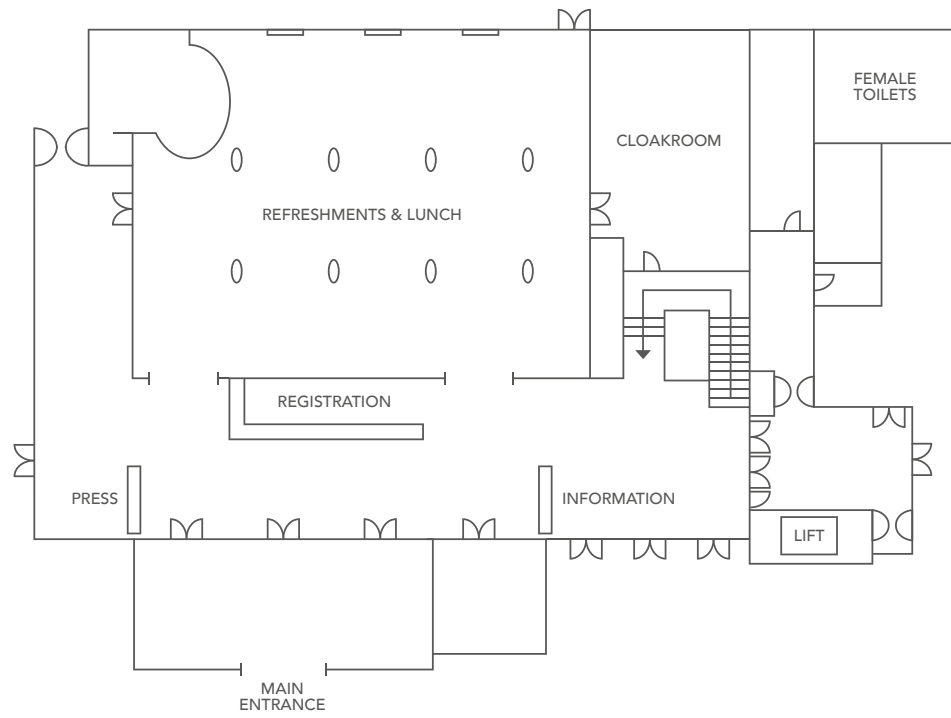 FEMALE
TOILETS
CLOAKROOM
REFRESHMENTS & LUNCH
REGISTRATION
PRESS
INFORMATION
LIFT
MAIN
ENTRANCE